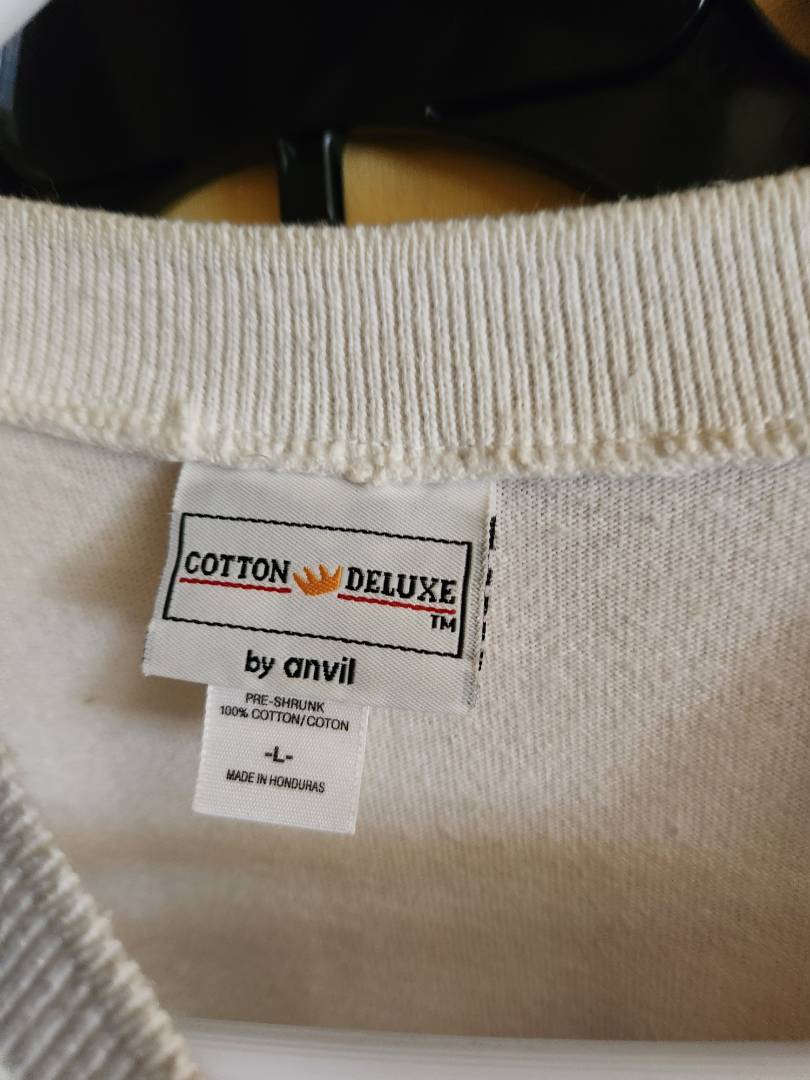 COTTON DELUXE
TM
by anvil
PRE-SHRUNK
100% COTTON/COTON
-L-
MADE IN HONDURAS